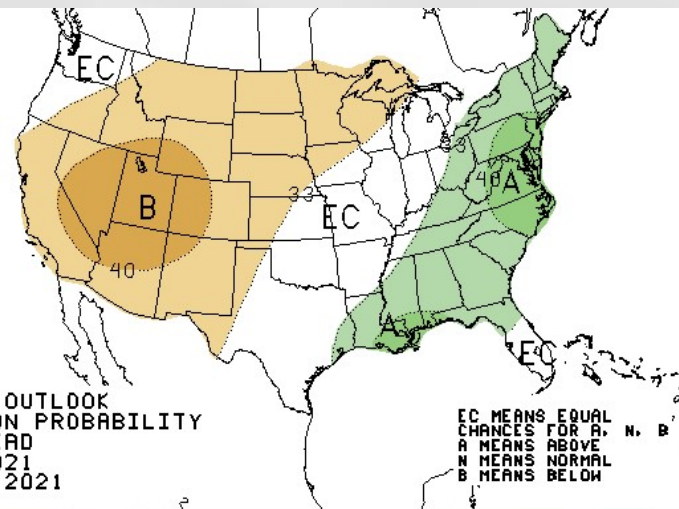 EC
33
40
A
B
33
EC
40
A
EC
OUTLOOK
ON PROBABILITY
EAD
021
2021
EC MEANS EQUAL
CHANCES FOR A, N, B
A MEANS ABOVE
N MEANS NORMAL
B MEANS BELOW